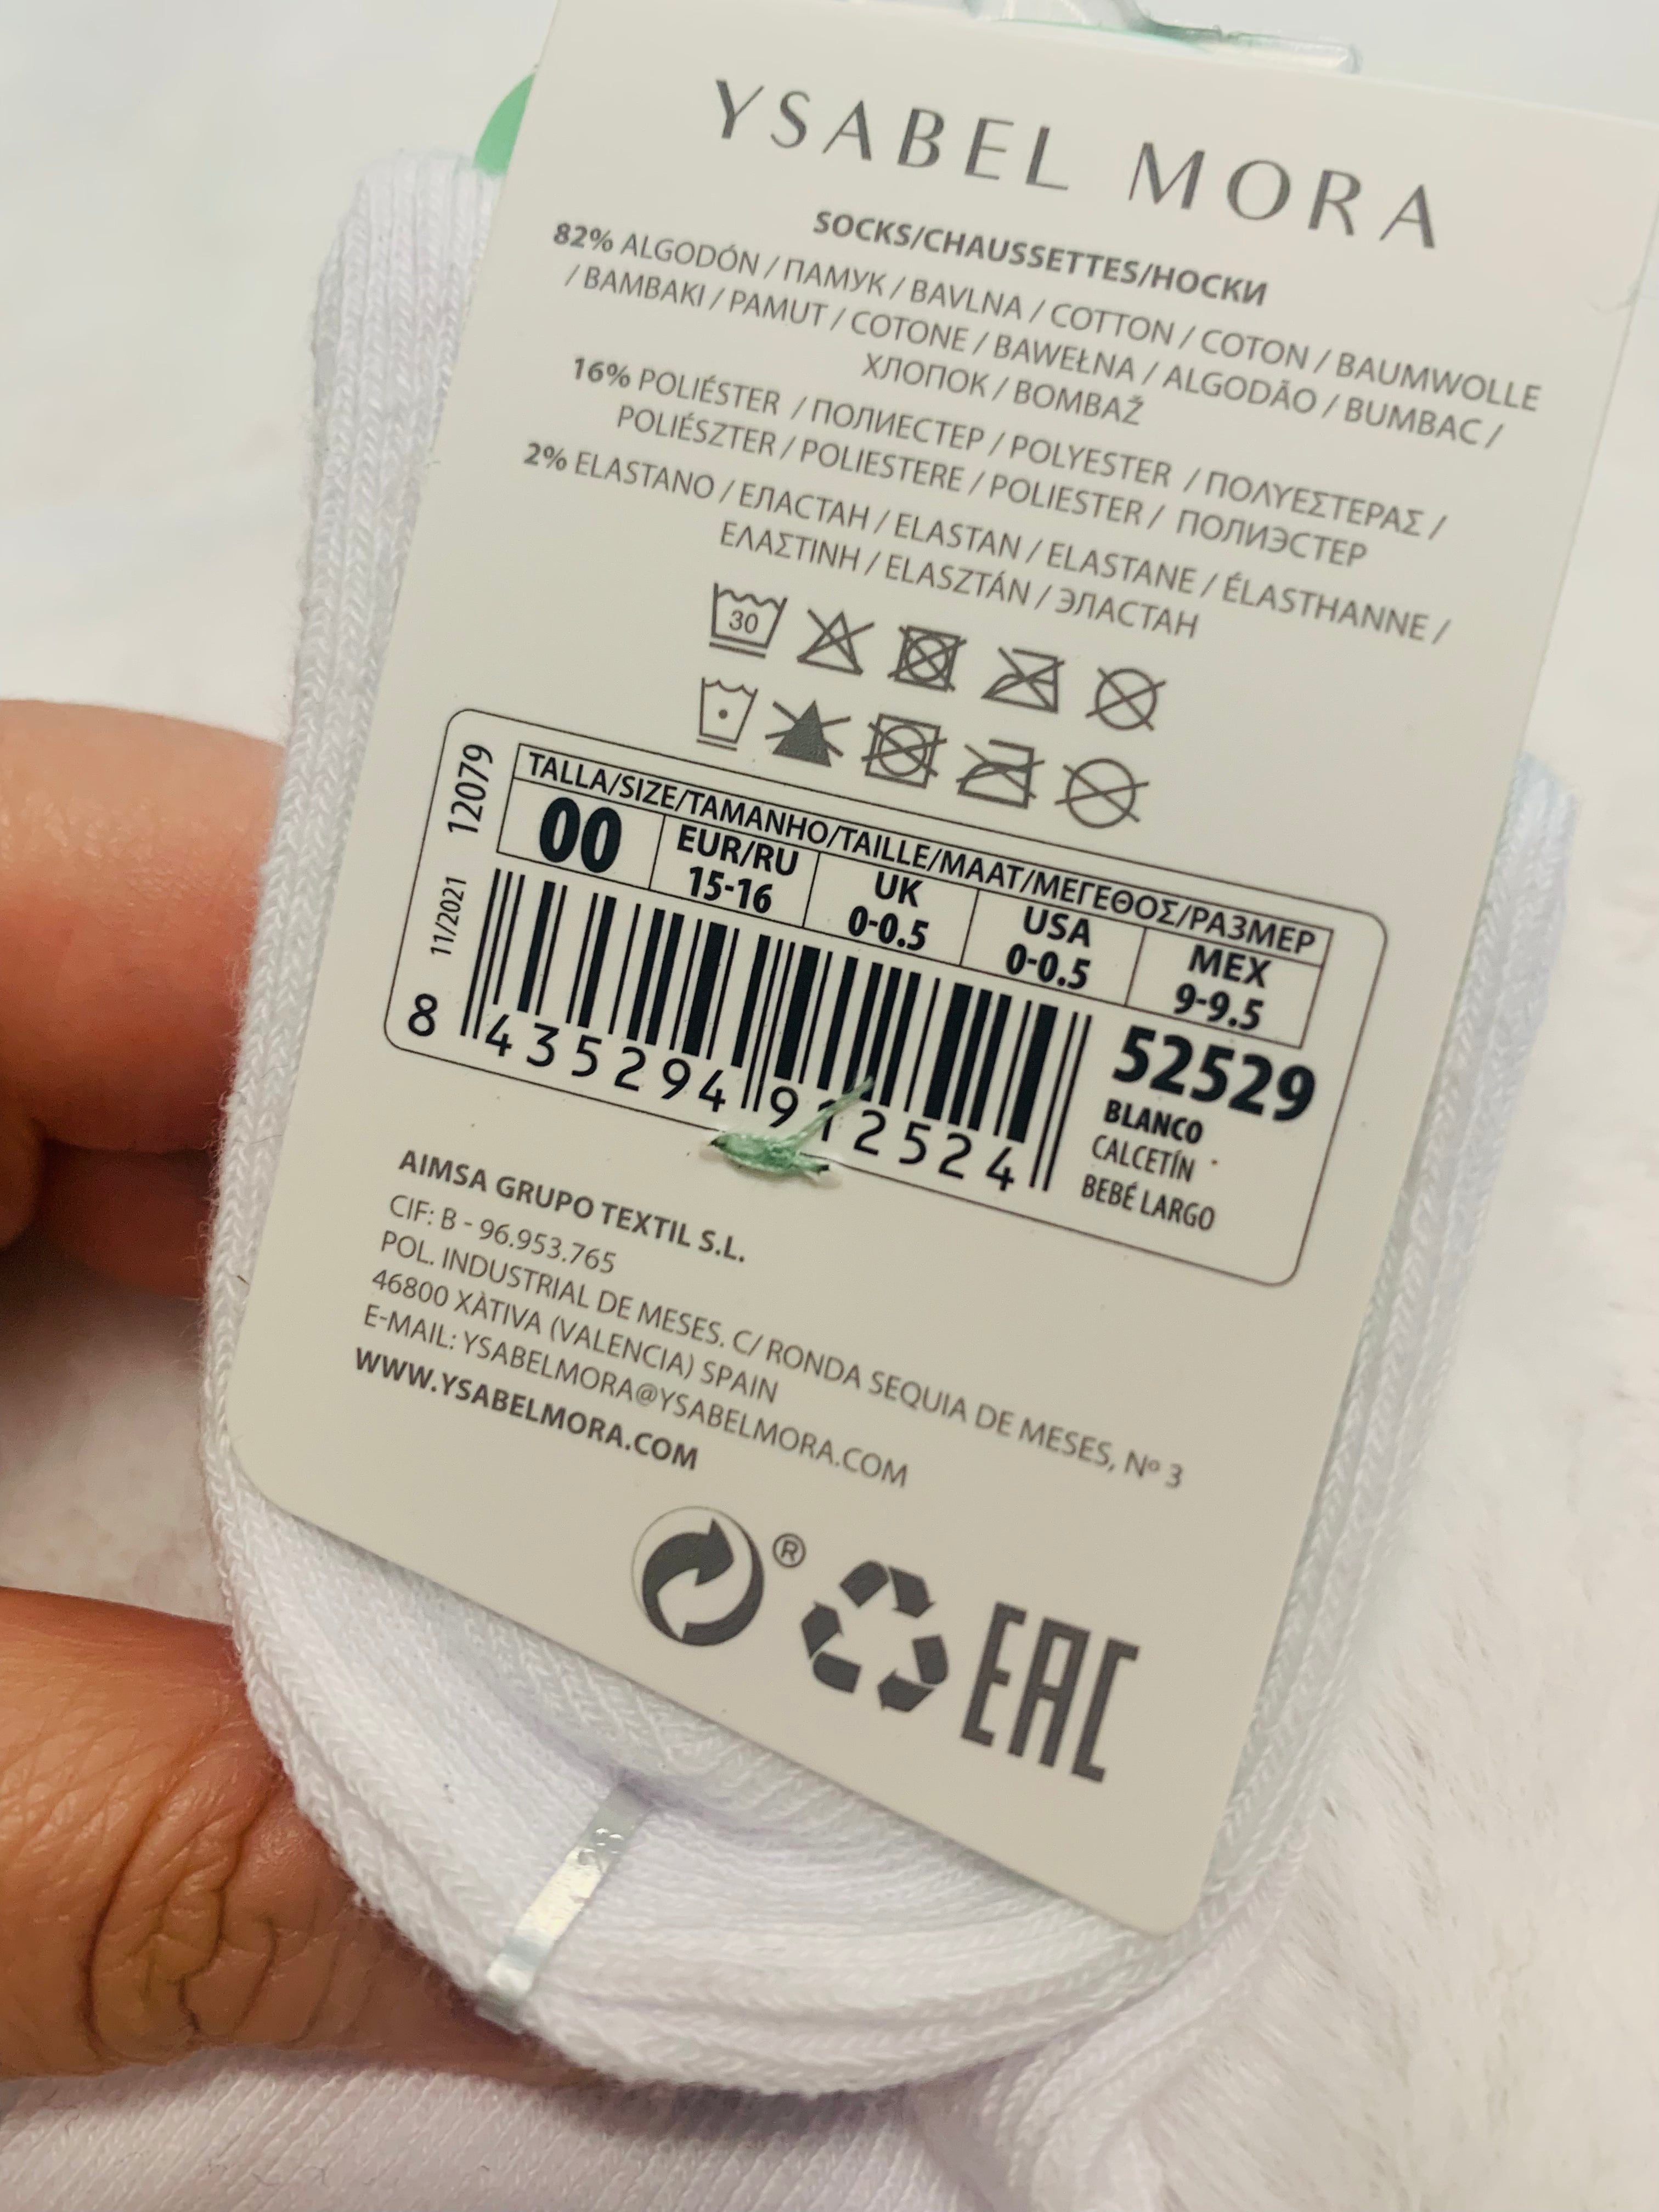 YSABEL MORA
SOCKS/CHAUSSETTES/НОСКИ
82% ALGODÓN / ПАМУК / BAVLNA / COTTON / COTON / BAUMWOLLE
/ BAMBAKI / PAMUT / COTONE / BAWEŁNA / ALGODÃO / BUMBAC /
ХЛОПОК / BOMBAŽ
16% POLIÉSTER / ПОЛИЕСТЕР / POLYESTER / ΠΟΛΥΕΣΤΕΡΑΣ /
POLIÉSZTER / POLIESTERE / POLIESTER / ПОЛИЭСТЕР
2% ELASTANO / ЕЛАСТАН / ELASTAN / ELASTANE / ÉLASTHANNE /
ΕΛΑΣΤΙΝΗ / ELASZTÁN / ЭЛАСТАН
30
12079
11/2021
TALLA/SIZE/TAMANHO/TAILLE/MAAT/ΜΕΓΕΘΟΣ/РАЗМЕР
00 EUR/RU UK USA MEX
15-16 0-0.5 0-0.5 9-9.5
8 435294 912524
52529
BLANCO
CALCETÍN
BEBÉ LARGO
AIMSA GRUPO TEXTIL S.L.
CIF: B - 96.953.765
POL. INDUSTRIAL DE MESES. C/ RONDA SEQUIA DE MESES, Nº 3
46800 XÀTIVA (VALENCIA) SPAIN
E-MAIL: YSABELMORA@YSABELMORA.COM
WWW.YSABELMORA.COM
® EAC